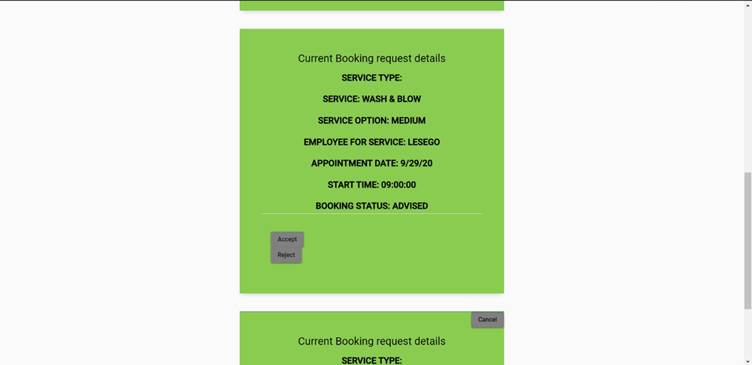 Current Booking request details
SERVICE TYPE:
SERVICE: WASH & BLOW
SERVICE OPTION: MEDIUM
EMPLOYEE FOR SERVICE: LESEGO
APPOINTMENT DATE: 9/29/20
START TIME: 09:00:00
BOOKING STATUS: ADVISED
Accept
Reject
Cancel
Current Booking request details
SERVICE TYPE: